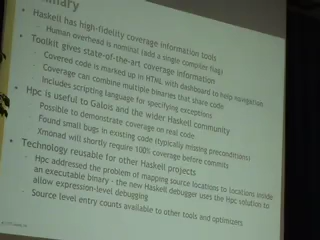 mmary
• Haskell has high-fidelity coverage information tools
• Human overhead is nominal (add a single compiler flag)
• Toolkit gives state-of-the-art coverage information
• Covered code is marked up in HTML with dashboard to keep navigation
• Coverage can combine multiple binaries that share code
• Includes scripting language for specifying exceptions
• Hpc is useful to Galois and the wider Haskell community
• Possible to demonstrate coverage on real code
• Found small bugs in existing code (typically missing preconditions)
• Xmonad will shortly require 100% coverage before commits
• Technology reusable for other Haskell projects
• Hpc addressed the problem of mapping source locations to locations inside
an executable binary - the new Haskell debugger uses the Hpc solution to
allow expression-level debugging
• Source level entry counts available to other tools and optimizers